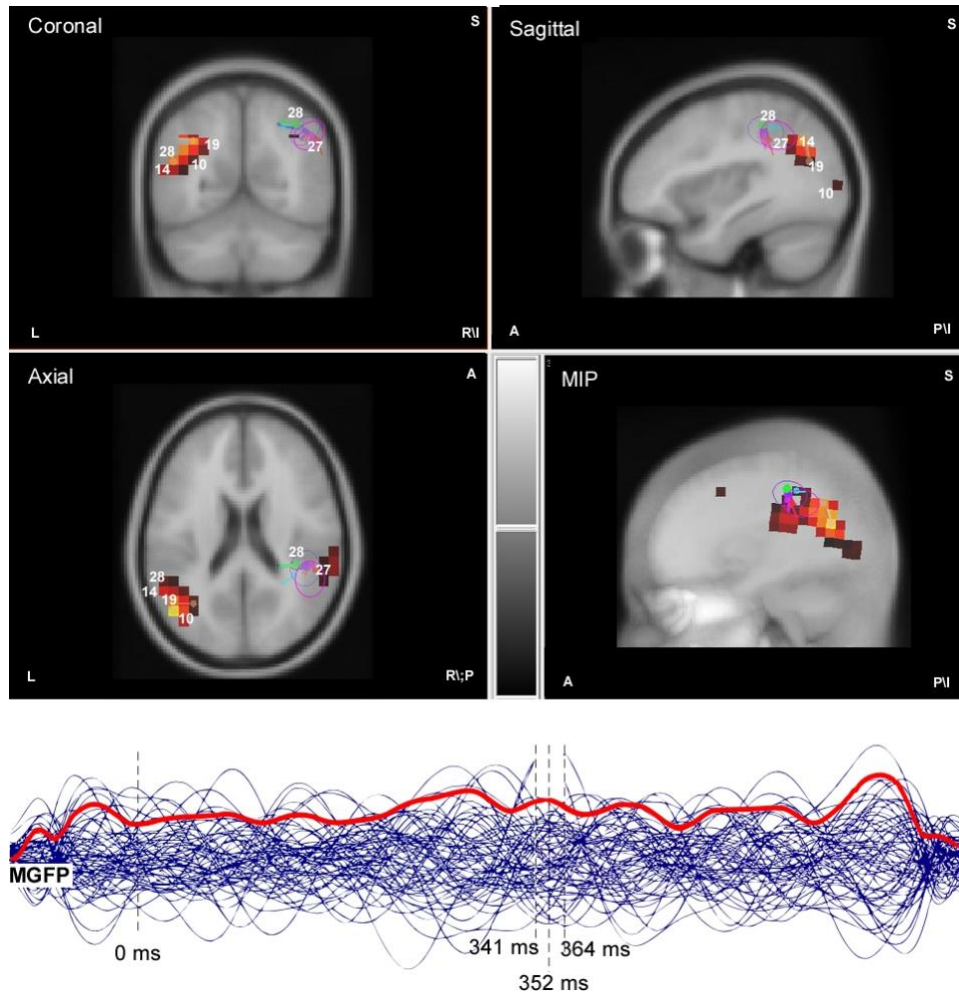 Coronal
S
28
19
28
10
14
27
L
R\I
Sagittal
S
28
14
27
19
10
A
P\I
Axial
A
28
28
27
14
19
10
L
R\;P
MIP
S
A
P\I
MGFP
0 ms
341 ms
364 ms
352 ms